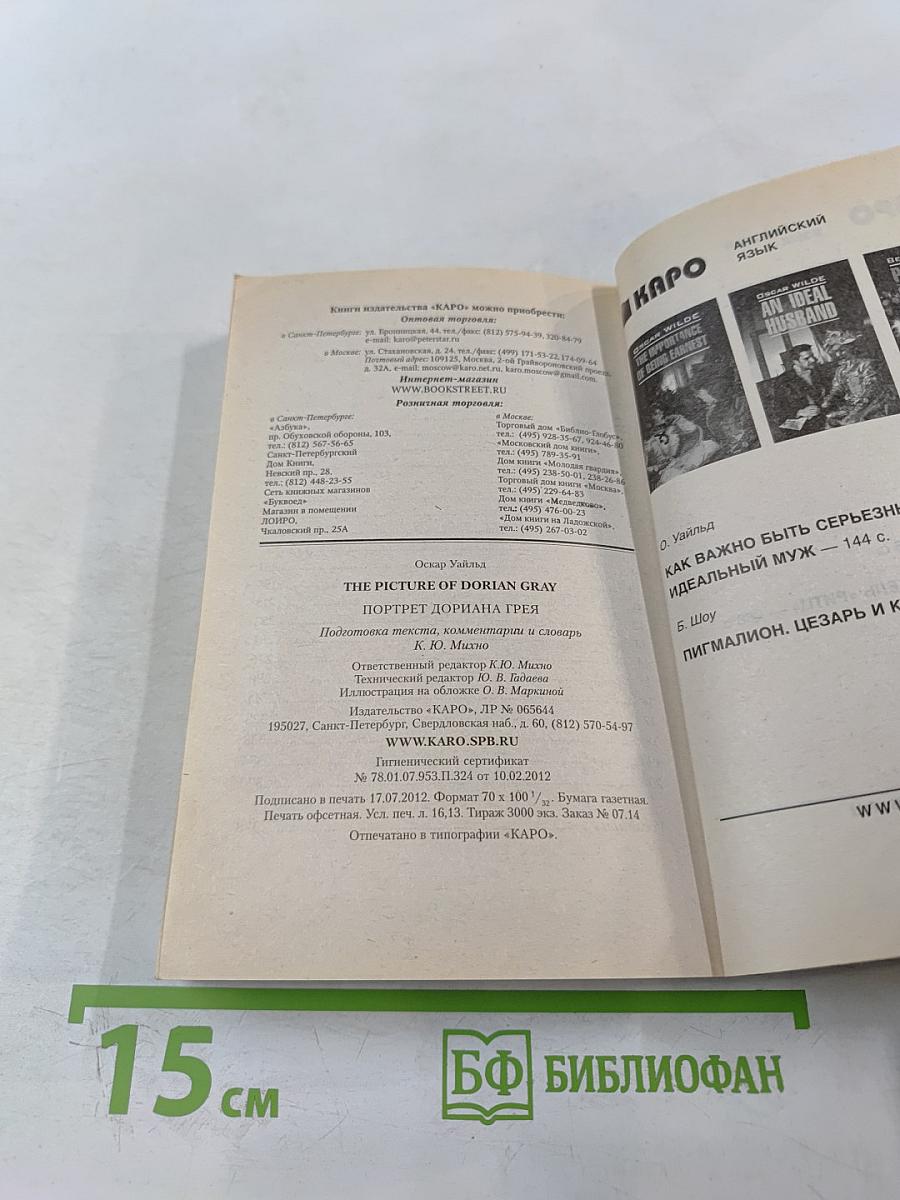 Книги издательства «КАРО» можно приобрести:
Оптовая торговля:
в Санкт-Петербурге: ул. Бронницкая, 44, тел./факс: (812) 575-94-39, 320-84-79
e-mail: karo@peterstar.ru
в Москве: ул. Стахановская, д. 24, тел./факс: (499) 171-53-22, 174-09-64
Почтовый адрес: 109125, Москва, 2-ой Грайвороновский проезд,
д. 32А, e-mail: moscow@karo.net.ru, karo.moscow@gmail.com.
Интернет-магазин
WWW.BOOKSTREET.RU
Розничная торговля:
в Санкт-Петербурге:
«Азбука»,
пр. Обуховской обороны, 103,
тел.: (812) 567-56-65
Санкт-Петербургский
Дом Книги,
Невский пр., 28,
тел.: (812) 448-23-55
Сеть книжных магазинов
«Буквоед»
Магазин в помещении
ЛОИРО,
Чкаловский пр., 25А
в Москве:
Торговый дом «Библио-Глобус»,
тел.: (495) 928-35-67, 924-46-80
«Московский дом книги»,
тел.: (495) 789-35-91
Дом книги «Молодая гвардия»,
тел.: (495) 238-50-01, 238-26-86
Торговый дом книги «Москва»,
тел.: (495) 229-64-83
Дом книги «Медведково»,
тел.: (495) 476-00-23
«Дом книги на Ладожской»,
тел.: (495) 267-03-02
Оскар Уайльд
THE PICTURE OF DORIAN GRAY
ПОРТРЕТ ДОРИАНА ГРЕЯ
Подготовка текста, комментарии и словарь
К. Ю. Михно
Ответственный редактор К.Ю. Михно
Технический редактор Ю. В. Гадаева
Иллюстрация на обложке О. В. Маркиной
Издательство «КАРО», ЛР № 065644
195027, Санкт-Петербург, Свердловская наб., д. 60, (812) 570-54-97
WWW.KARO.SPB.RU
Гигиенический сертификат
№ 78.01.07.953.П.324 от 10.02.2012
Подписано в печать 17.07.2012. Формат 70 х 100 1/32. Бумага газетная.
Печать офсетная. Усл. печ. л. 16,13. Тираж 3000 экз. Заказ № 07.14
Отпечатано в типографии «КАРО».
КАРО
АНГЛИЙСКИЙ
ЯЗЫК
OSCAR WILDE
THE IMPORTANCE
OF BEING EARNEST
OSCAR WILDE
AN IDEAL
HUSBAND
О. Уайльд
КАК ВАЖНО БЫТЬ СЕРЬЕЗНЫ
ИДЕАЛЬНЫЙ МУЖ — 144 с.
Б. Шоу
ПИГМАЛИОН. ЦЕЗАРЬ И К
WWW
15 см
БФ БИБЛИОФАН